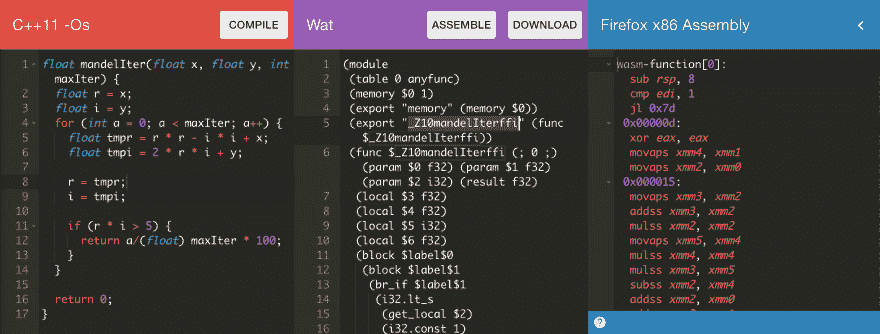 C++11 -Os
COMPILE
1 float mandelIter(float x, float y, int
maxIter) {
2 float r = x;
3 float i = y;
4 for (int a = 0; a < maxIter; a++) {
5 float tmpr = r * r - i * i + x;
6 float tmpi = 2 * r * i + y;
7
8 r = tmpr;
9 i = tmpi;
10
11 if (r * i > 5) {
12 return a/(float) maxIter * 100;
13 }
14 }
15
16 return 0;
17 }
Wat
ASSEMBLE
DOWNLOAD
1 (module
2 (table 0 anyfunc)
3 (memory $0 1)
4 (export "memory" (memory $0))
5 (export "_Z10mandelIterffi" (func
$_Z10mandelIterffi))
6 (func $_Z10mandelIterffi (; 0 ;)
(param $0 f32) (param $1 f32)
(param $2 i32) (result f32)
7 (local $3 f32)
8 (local $4 f32)
9 (local $5 i32)
10 (local $6 f32)
11 (block $label$0
12 (block $label$1
13 (br_if $label$1
14 (i32.lt_s
15 (get_local $2)
16 (i32.const 1)
Firefox x86 Assembly
<
wasm-function[0]:
sub rsp, 8
cmp edi, 1
jl 0x7d
0x00000d:
xor eax, eax
movaps xmm4, xmm1
movaps xmm2, xmm0
0x000015:
movaps xmm3, xmm2
addss xmm3, xmm2
mulss xmm2, xmm2
movaps xmm5, xmm4
mulss xmm4, xmm4
mulss xmm3, xmm5
subss xmm2, xmm4
addss xmm2, xmm0
?